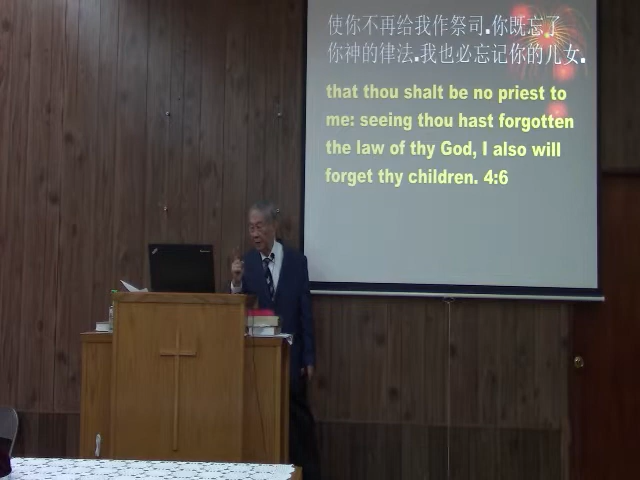 使你不再给我作祭司.你既忘了
你神的律法.我也必忘记你的儿女.
that thou shalt be no priest to
me: seeing thou hast forgotten
the law of thy God, I also will
forget thy children. 4:6